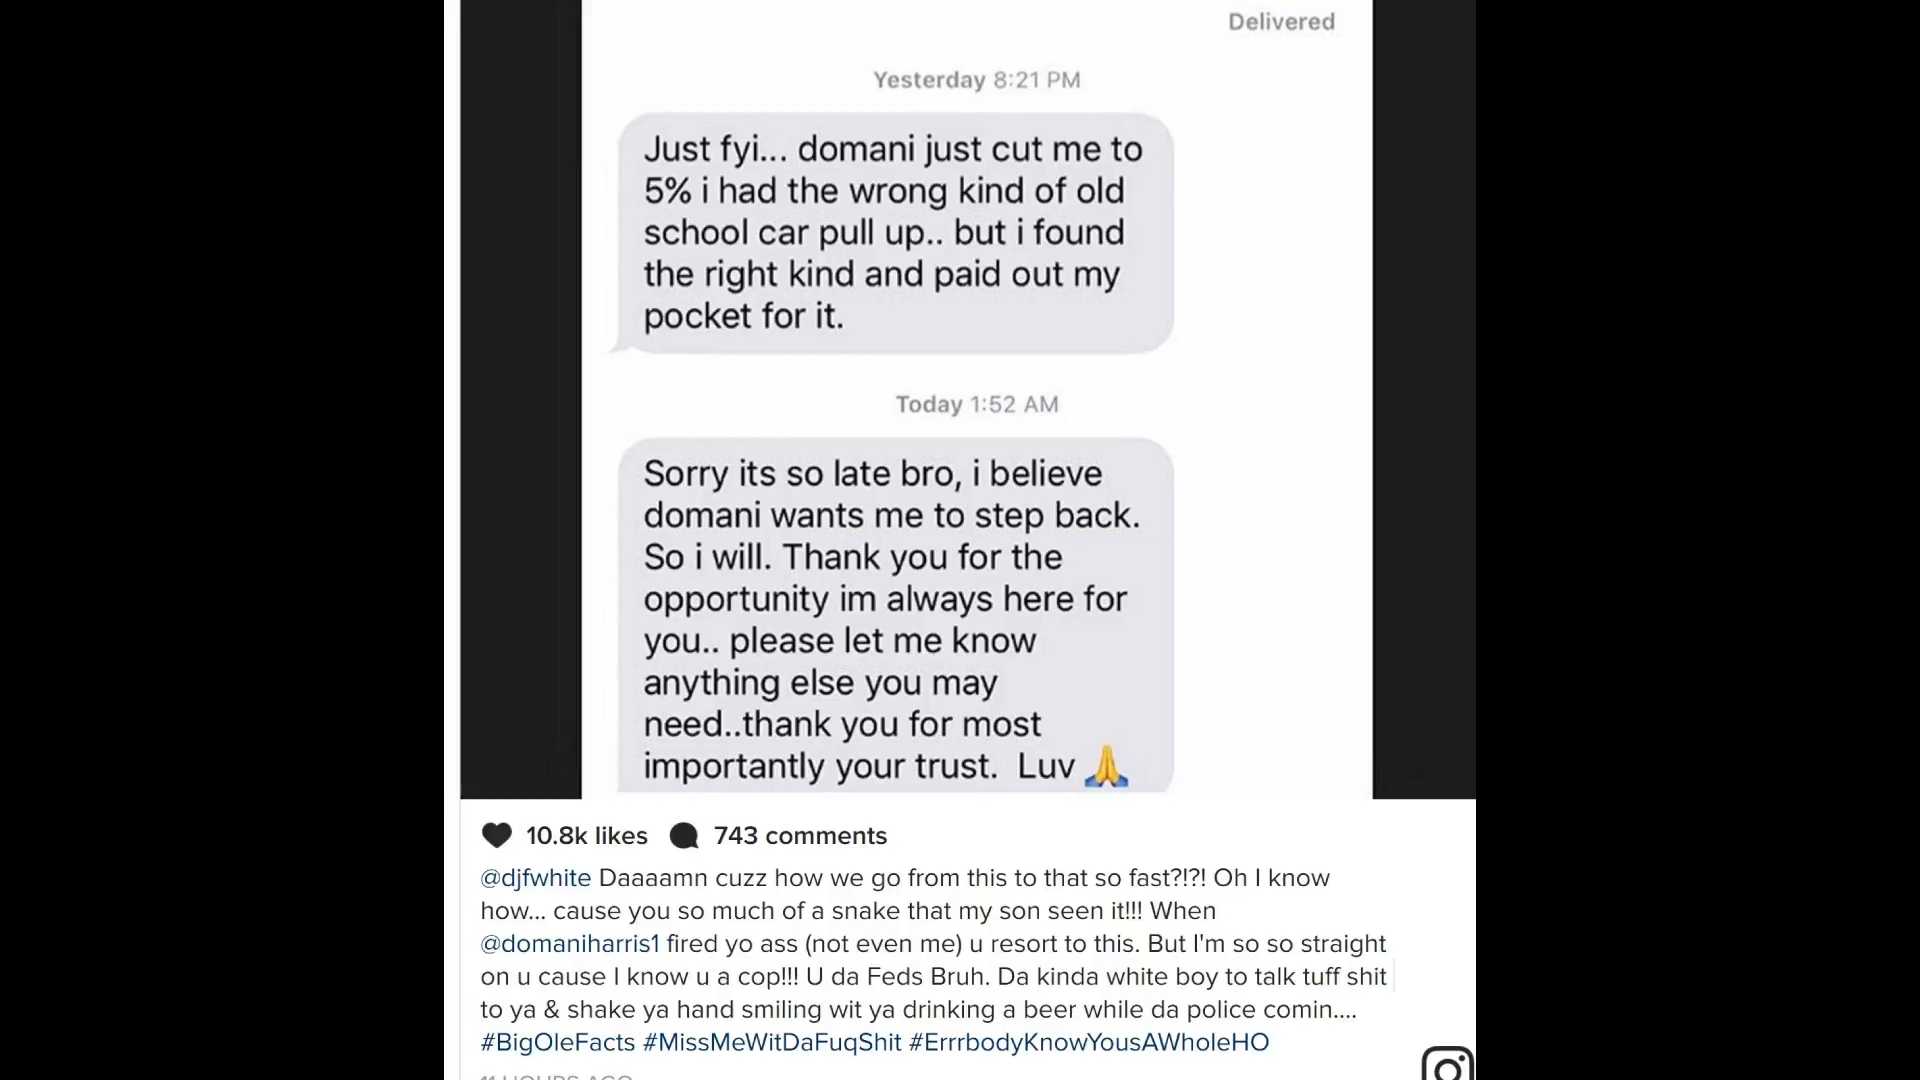 Delivered
Yesterday 8:21 PM
Just fyi... domani just cut me to
5% i had the wrong kind of old
school car pull up.. but i found
the right kind and paid out my
pocket for it.
Today 1:52 AM
Sorry its so late bro, i believe
domani wants me to step back.
So i will. Thank you for the
opportunity im always here for
you.. please let me know
anything else you may
need..thank you for most
importantly your trust.  Luv 🙏
10.8k likes 743 comments
@djfwhite Daaaamn cuzz how we go from this to that so fast?!?! Oh I know
how... cause you so much of a snake that my son seen it!!! When
@domaniharris1 fired yo ass (not even me) u resort to this. But I'm so so straight
on u cause I know u a cop!!! U da Feds Bruh. Da kinda white boy to talk tuff shit
to ya & shake ya hand smiling wit ya drinking a beer while da police comin....
#BigOleFacts #MissMeWitDaFuqShit #ErrrbodyKnowYousAWholeHO
11 HOURS AGO